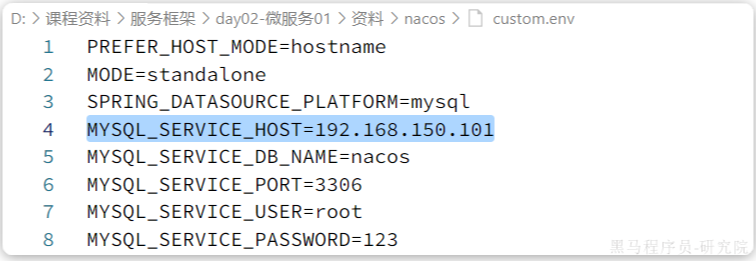 D: > 课程资料 > 服务框架 > day02-微服务01 > 资料 > nacos > custom.env
1 PREFER_HOST_MODE=hostname
2 MODE=standalone
3 SPRING_DATASOURCE_PLATFORM=mysql
4 MYSQL_SERVICE_HOST=192.168.150.101
5 MYSQL_SERVICE_DB_NAME=nacos
6 MYSQL_SERVICE_PORT=3306
7 MYSQL_SERVICE_USER=root
8 MYSQL_SERVICE_PASSWORD=123
黑马程序员-研究院